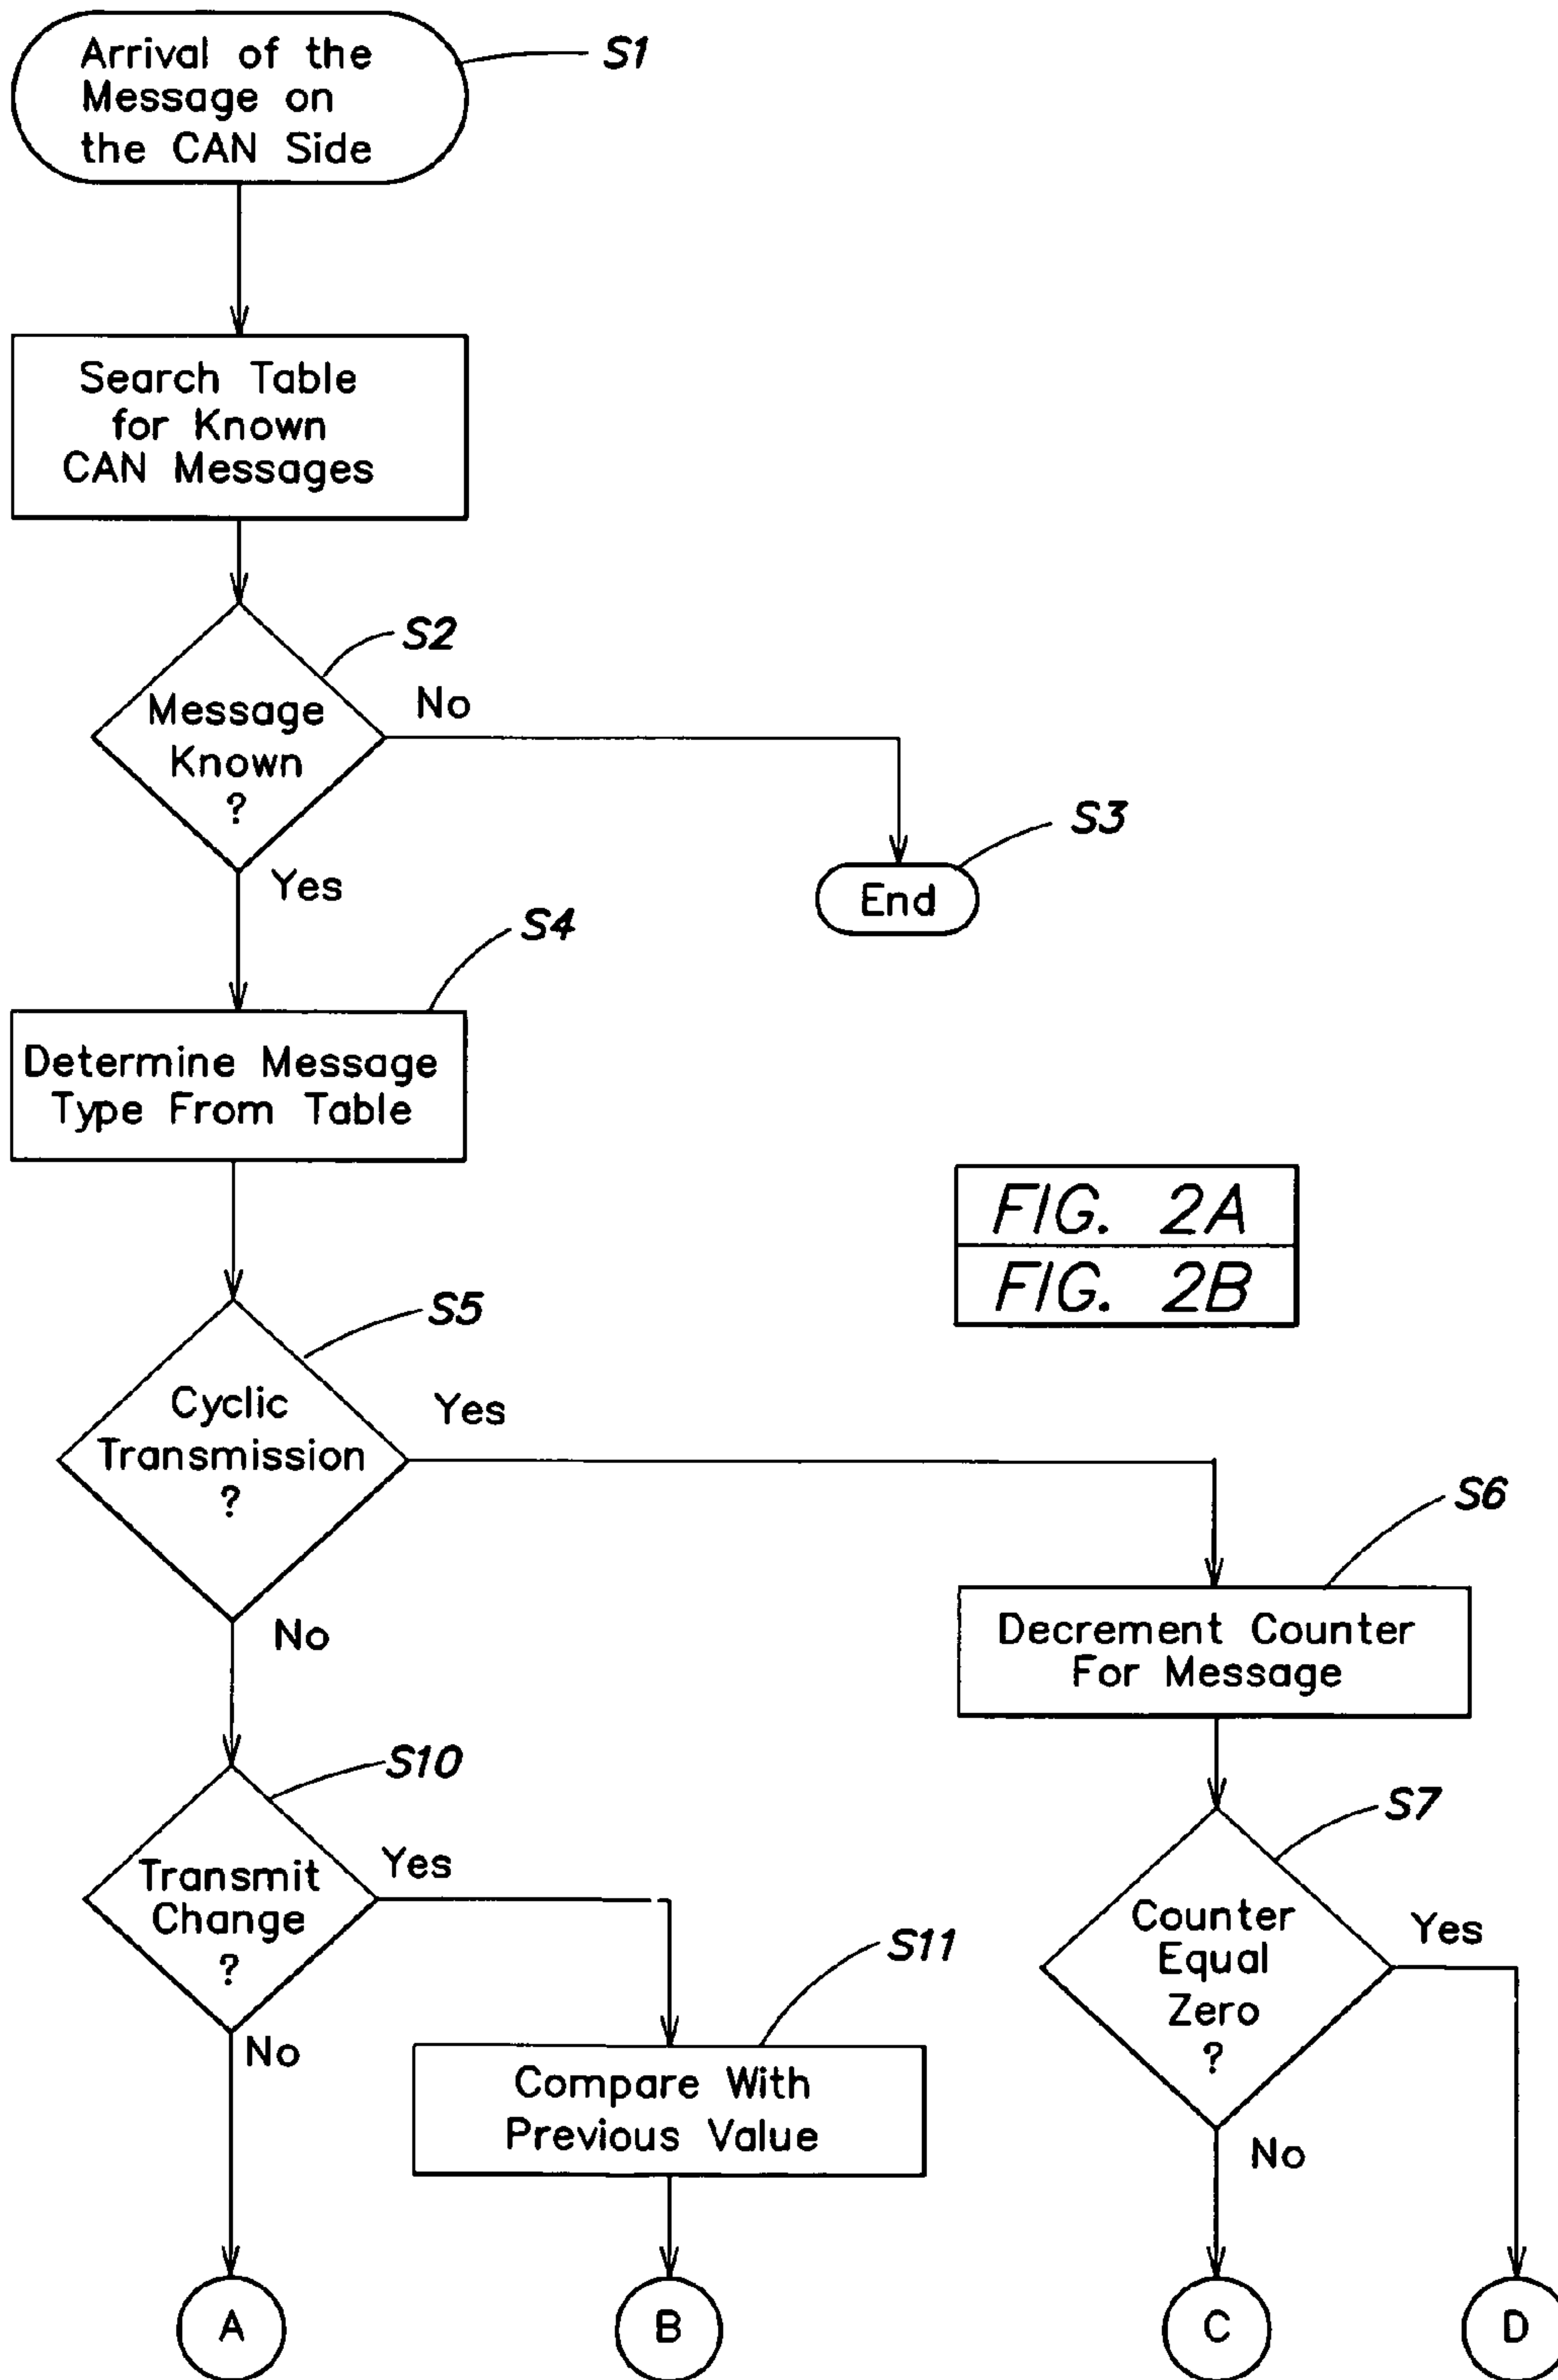 Arrival of the
Message on
the CAN Side
S1
Search Table
for Known
CAN Messages
S2
Message
Known
?
No
Yes
S3
End
S4
Determine Message
Type From Table
FIG. 2A
FIG. 2B
S5
Cyclic
Transmission
?
Yes
No
S6
Decrement Counter
For Message
S10
Transmit
Change
?
Yes
No
S11
Compare With
Previous Value
S7
Counter
Equal
Zero
?
Yes
No
A
B
C
D